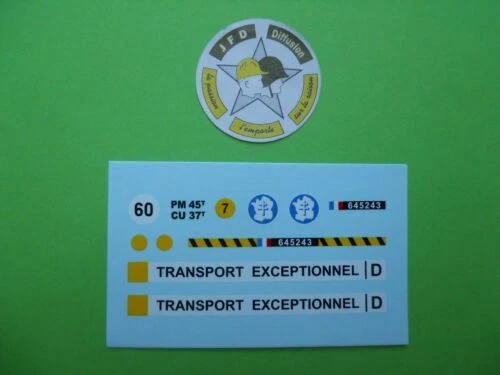 J F D Diffusion
la passion
l'emporte
sur la raison
60 PM 45T 7 645243
CU 37T
645243
TRANSPORT EXCEPTIONNEL D
TRANSPORT EXCEPTIONNEL D